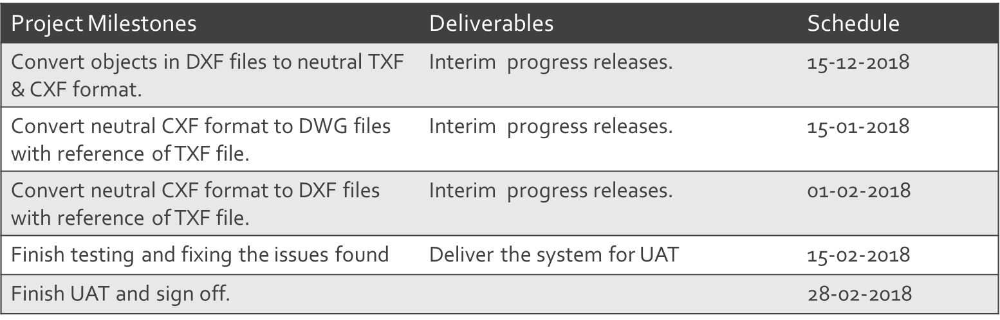 Project Milestones Deliverables Schedule
Convert objects in DXF files to neutral TXF Interim progress releases. 15-12-2018
& CXF format.
Convert neutral CXF format to DWG files Interim progress releases. 15-01-2018
with reference of TXF file.
Convert neutral CXF format to DXF files Interim progress releases. 01-02-2018
with reference of TXF file.
Finish testing and fixing the issues found Deliver the system for UAT 15-02-2018
Finish UAT and sign off. 28-02-2018